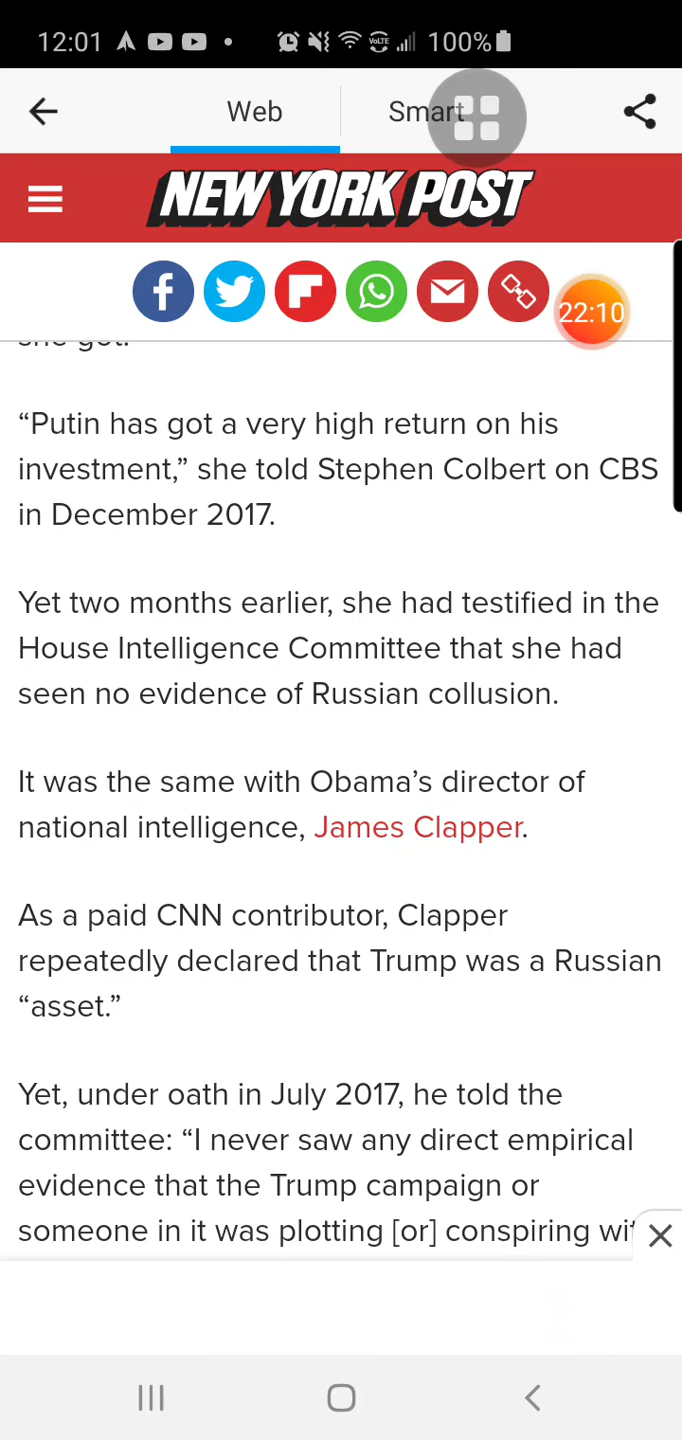 12:01
VoLTE
100%
Web
Smart
NEW YORK POST
22:10
she got.
“Putin has got a very high return on his
investment,” she told Stephen Colbert on CBS
in December 2017.
Yet two months earlier, she had testified in the
House Intelligence Committee that she had
seen no evidence of Russian collusion.
It was the same with Obama’s director of
national intelligence, James Clapper.
As a paid CNN contributor, Clapper
repeatedly declared that Trump was a Russian
“asset.”
Yet, under oath in July 2017, he told the
committee: “I never saw any direct empirical
evidence that the Trump campaign or
someone in it was plotting [or] conspiring